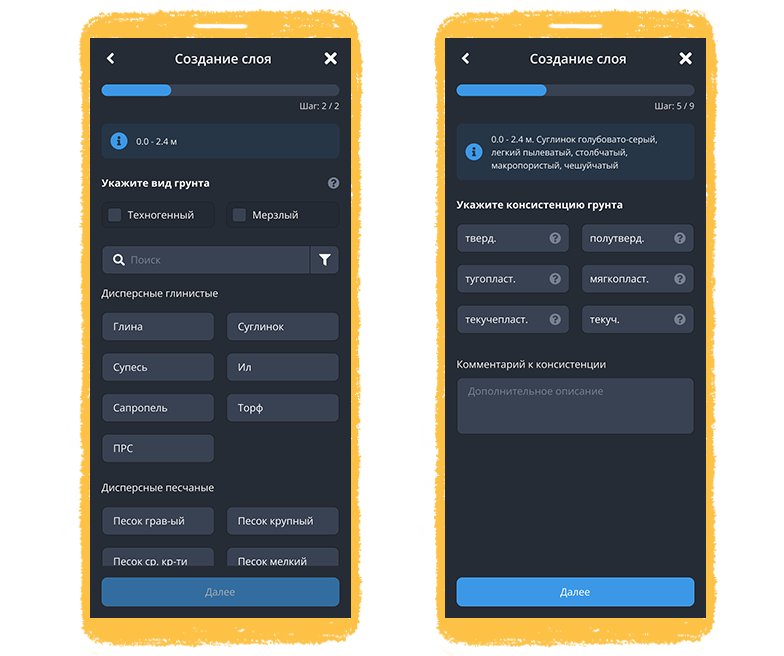 Создание слоя
Шаг: 2 / 2
0.0 - 2.4 м
Укажите вид грунта
Техногенный
Мерзлый
Поиск
Дисперсные глинистые
Глина
Суглинок
Супесь
Ил
Сапропель
Торф
ПРС
Дисперсные песчаные
Песок грав-ый
Песок крупный
Песок ср. кр-ти
Песок мелкий
Далее
Создание слоя
Шаг: 5 / 9
0.0 - 2.4 м. Суглинок голубовато-серый,
легкий пылеватый, столбчатый,
макропористый, чешуйчатый
Укажите консистенцию грунта
тверд.
полутверд.
тугопласт.
мягкопласт.
текучепласт.
текуч.
Комментарий к консистенции
Дополнительное описание
Далее